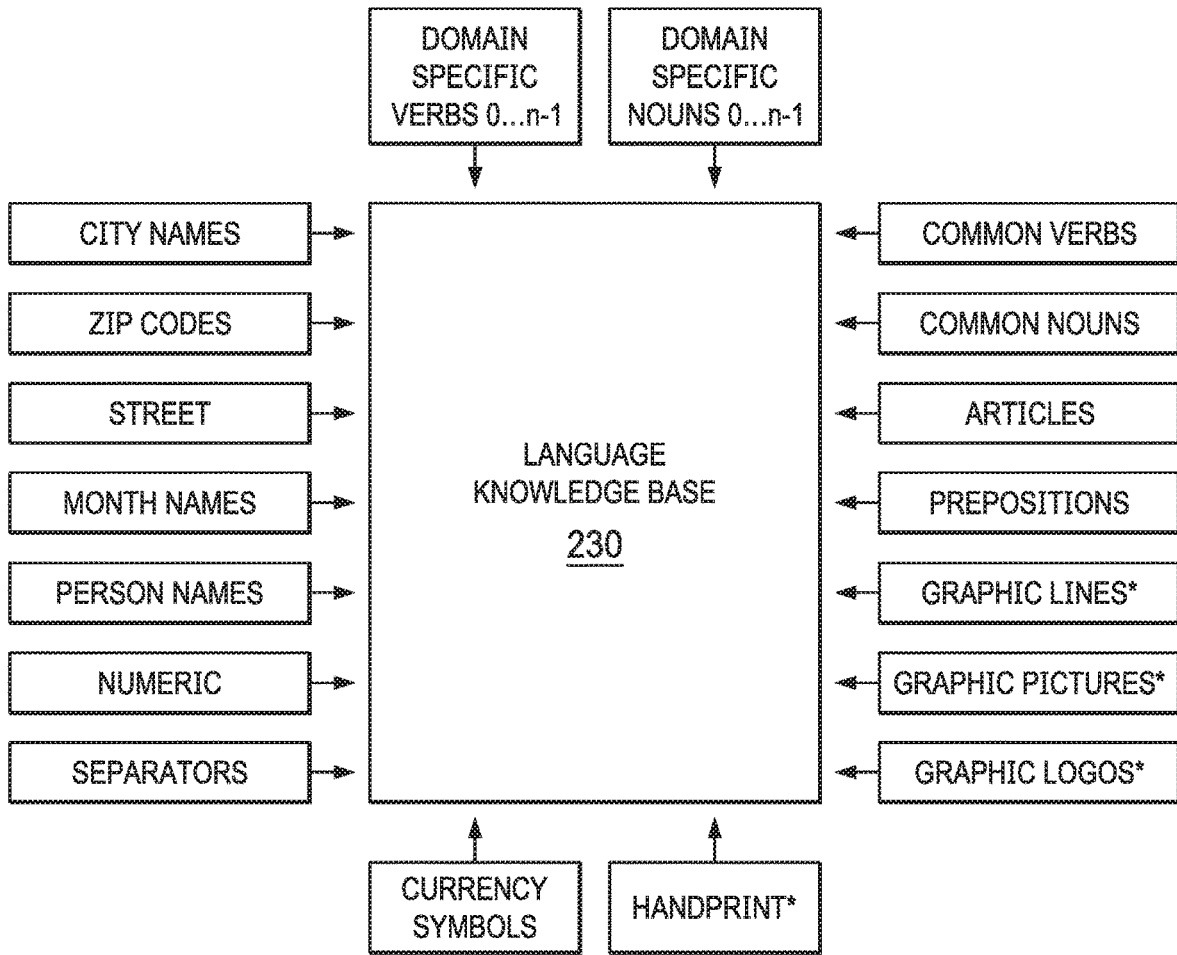 DOMAIN
SPECIFIC
VERBS 0...n-1
DOMAIN
SPECIFIC
NOUNS 0...n-1
CITY NAMES
ZIP CODES
STREET
MONTH NAMES
PERSON NAMES
NUMERIC
SEPARATORS
LANGUAGE
KNOWLEDGE BASE
230
COMMON VERBS
COMMON NOUNS
ARTICLES
PREPOSITIONS
GRAPHIC LINES*
GRAPHIC PICTURES*
GRAPHIC LOGOS*
CURRENCY
SYMBOLS
HANDPRINT*